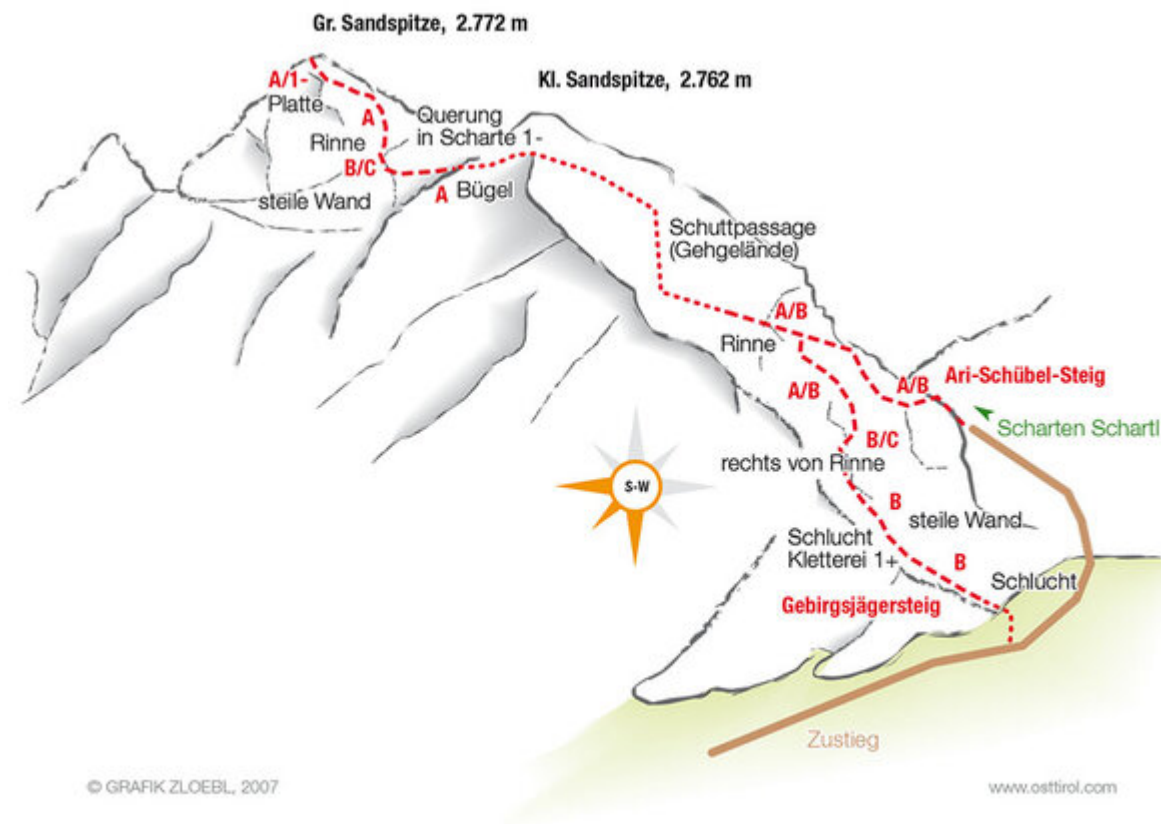 Gr. Sandspitze, 2.772 m
Kl. Sandspitze, 2.762 m
A/1-
Platte
A
Querung
in Scharte 1-
Rinne
B/C
steile Wand
A
Bügel
Schuttpassage
(Gehgelände)
A/B
Rinne
A/B
A/B
Ari-Schübel-Steig
Scharten Schartl
B/C
rechts von Rinne
S-W
B
steile Wand
Schlucht
Kletterei 1+
B
Schlucht
Gebirgsjägersteig
Zustieg
© GRAFIK ZLOEBL, 2007
www.osttirol.com